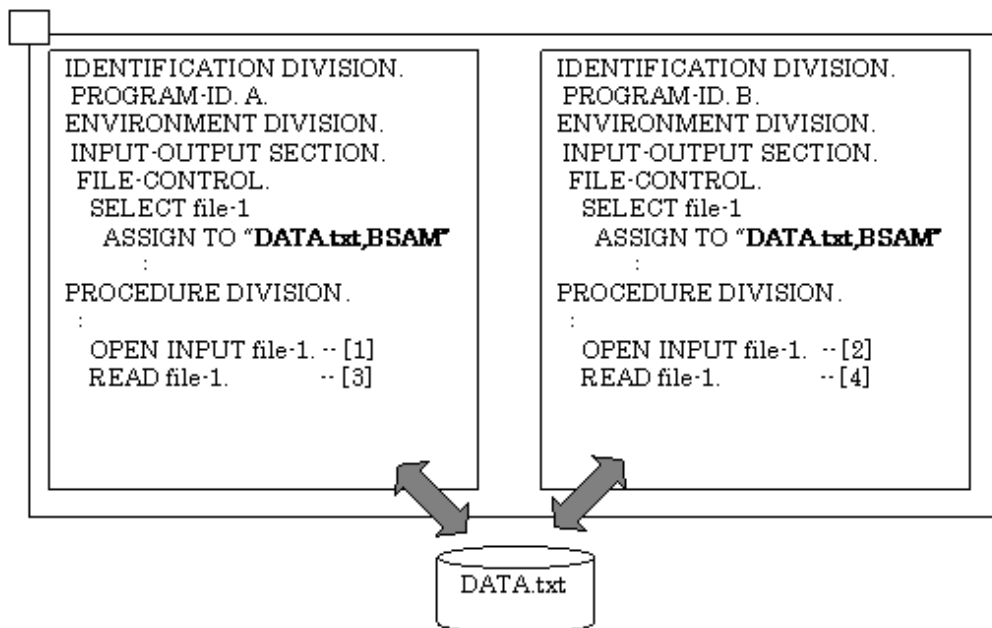 IDENTIFICATION DIVISION.
PROGRAM-ID. A.
ENVIRONMENT DIVISION.
INPUT-OUTPUT SECTION.
FILE-CONTROL.
SELECT file-1
ASSIGN TO “DATA.txt,BSAM”
:
PROCEDURE DIVISION.
:
OPEN INPUT file-1. -- [1]
READ file-1. -- [3]
IDENTIFICATION DIVISION.
PROGRAM-ID. B.
ENVIRONMENT DIVISION.
INPUT-OUTPUT SECTION.
FILE-CONTROL.
SELECT file-1
ASSIGN TO “DATA.txt,BSAM”
:
PROCEDURE DIVISION.
:
OPEN INPUT file-1. -- [2]
READ file-1. -- [4]
DATA.txt